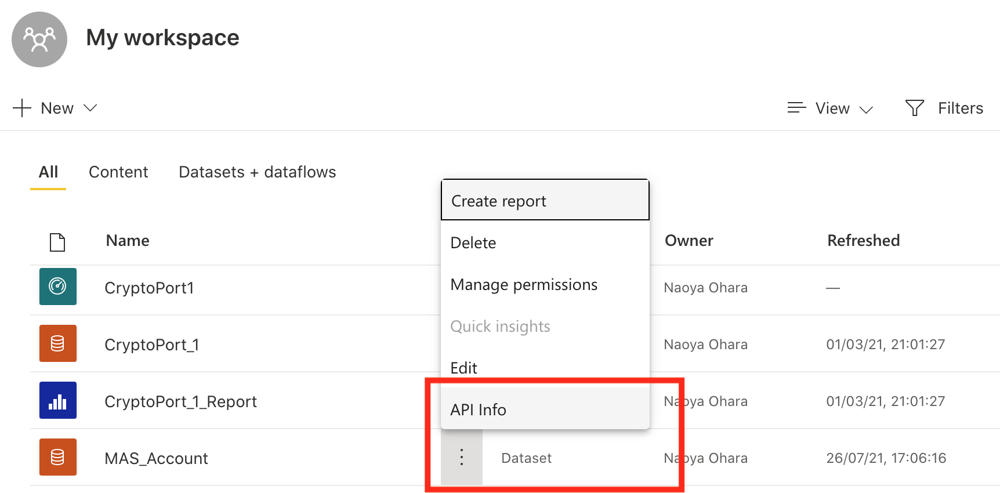 My workspace
New
View
Filters
All
Content
Datasets + dataflows
Create report
Delete
Manage permissions
Quick insights
Edit
API Info
Name
Owner
Refreshed
CryptoPort1
Naoya Ohara
—
CryptoPort_1
Naoya Ohara
01/03/21, 21:01:27
CryptoPort_1_Report
Naoya Ohara
01/03/21, 21:01:27
MAS_Account
Dataset
Naoya Ohara
26/07/21, 17:06:16